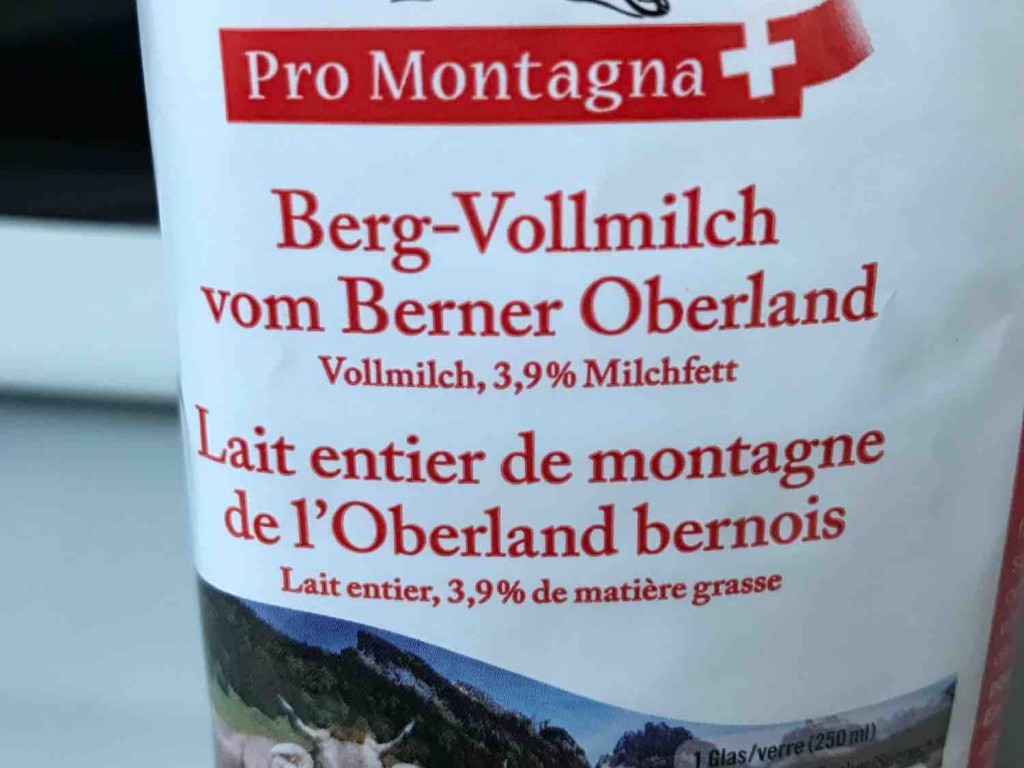 Pro Montagna
Berg-Vollmilch
vom Berner Oberland
Vollmilch, 3,9% Milchfett
Lait entier de montagne
de l'Oberland bernois
Lait entier, 3,9% de matière grasse
1 Glas/verre (250 ml)